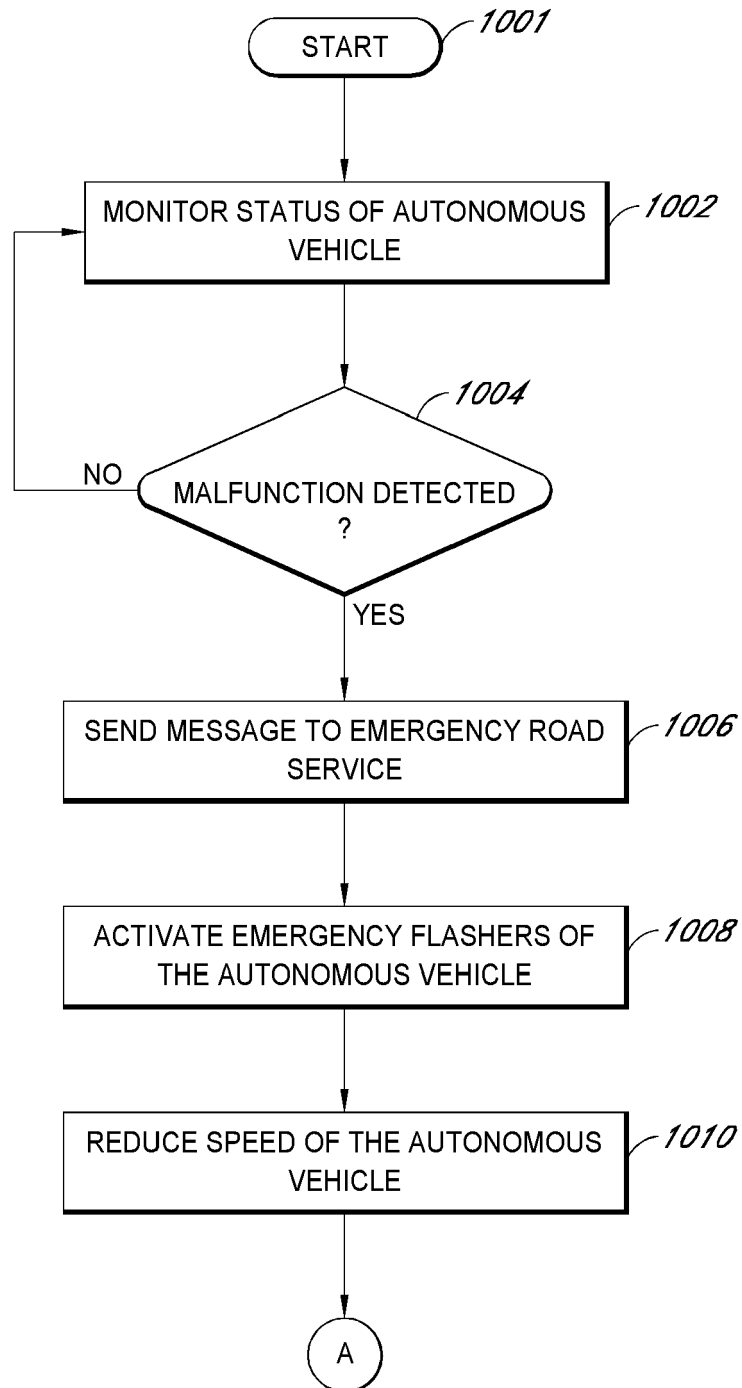 START
1001
MONITOR STATUS OF AUTONOMOUS
VEHICLE
1002
1004
NO
MALFUNCTION DETECTED
?
YES
SEND MESSAGE TO EMERGENCY ROAD
SERVICE
1006
ACTIVATE EMERGENCY FLASHERS OF
THE AUTONOMOUS VEHICLE
1008
REDUCE SPEED OF THE AUTONOMOUS
VEHICLE
1010
A